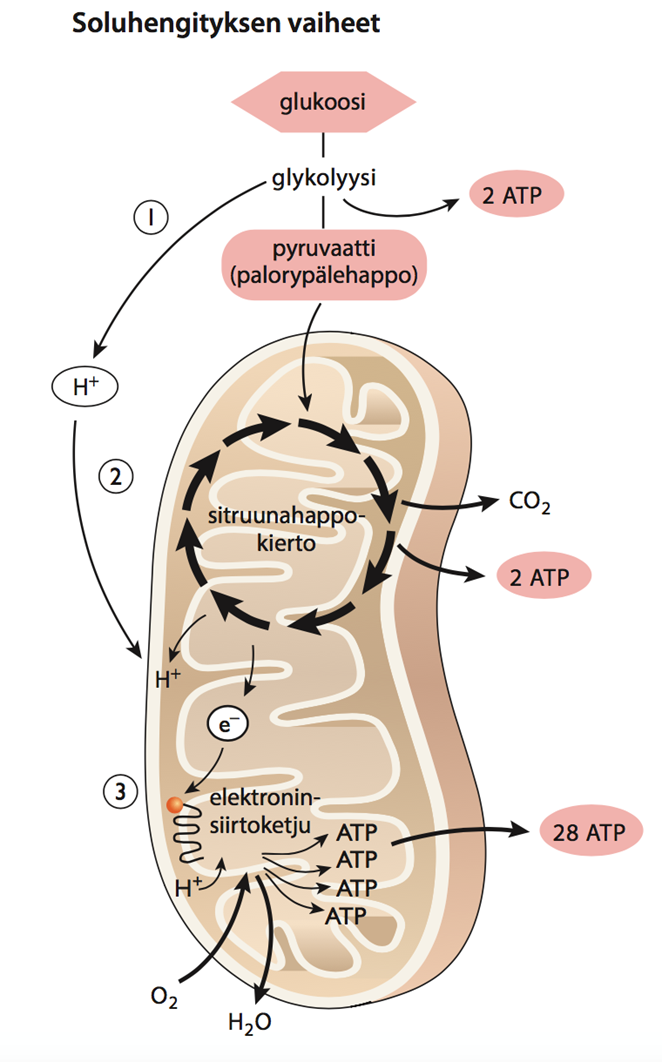 Soluhengityksen vaiheet
glukoosi
glykolyysi
2 ATP
1
pyruvaatti
(palorypälehappo)
H⁺
2
sitruunahappo-
kierto
CO₂
2 ATP
H⁺
e⁻
3
elektronin-
siirtoketju
ATP
28 ATP
ATP
H⁺
ATP
ATP
O₂
H₂O